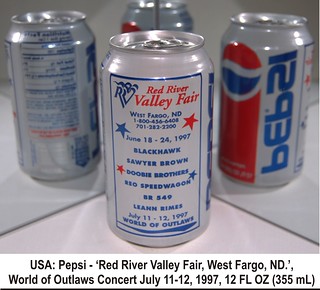 Red River
Valley Fair
WEST FARGO, ND
1-800-456-6408
701-282-2200
June 18 - 24, 1997
BLACKHAWK
SAWYER BROWN
DOOBIE BROTHERS
REO SPEEDWAGON
BR 549
LEANN RIMES
July 11 - 12, 1997
WORLD OF OUTLAWS
PEPSI
USA: Pepsi - ‘Red River Valley Fair, West Fargo, ND.’,
World of Outlaws Concert July 11-12, 1997, 12 FL OZ (355 mL)